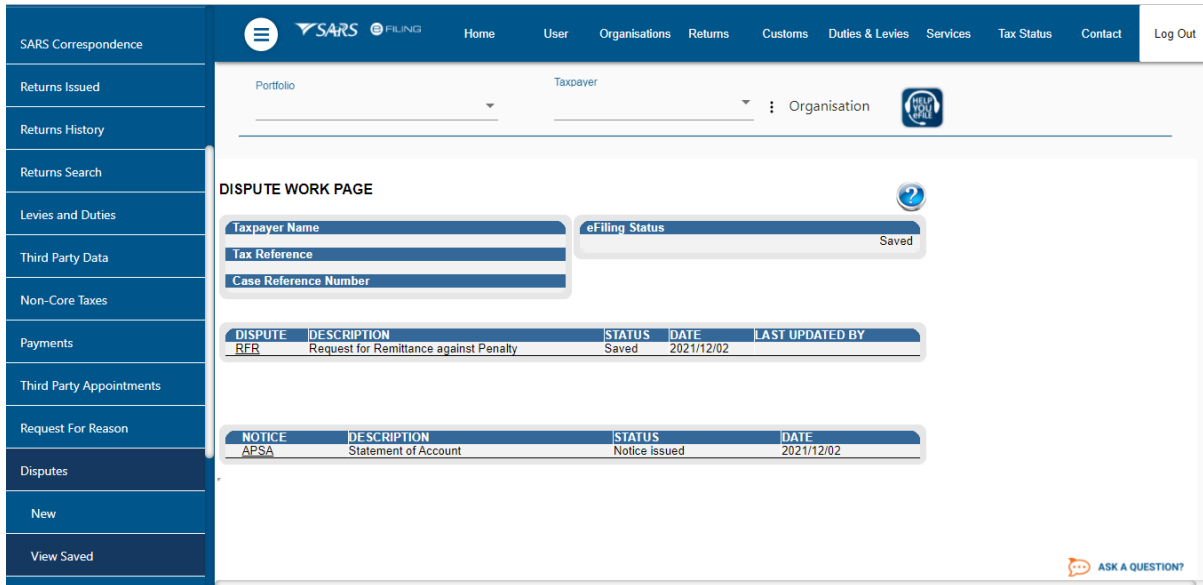 SARS Correspondence
Returns Issued
Returns History
Returns Search
Levies and Duties
Third Party Data
Non-Core Taxes
Payments
Third Party Appointments
Request For Reason
Disputes
New
View Saved
SARS eFILING Home User Organisations Returns Customs Duties & Levies Services Tax Status Contact Log Out
Portfolio Taxpayer
Organisation HELP YOU eFILE
DISPUTE WORK PAGE ?
Taxpayer Name
Tax Reference
Case Reference Number
eFiling Status
Saved
DISPUTE DESCRIPTION STATUS DATE LAST UPDATED BY
RFR Request for Remittance against Penalty Saved 2021/12/02
NOTICE DESCRIPTION STATUS DATE
APSA Statement of Account Notice issued 2021/12/02
ASK A QUESTION?